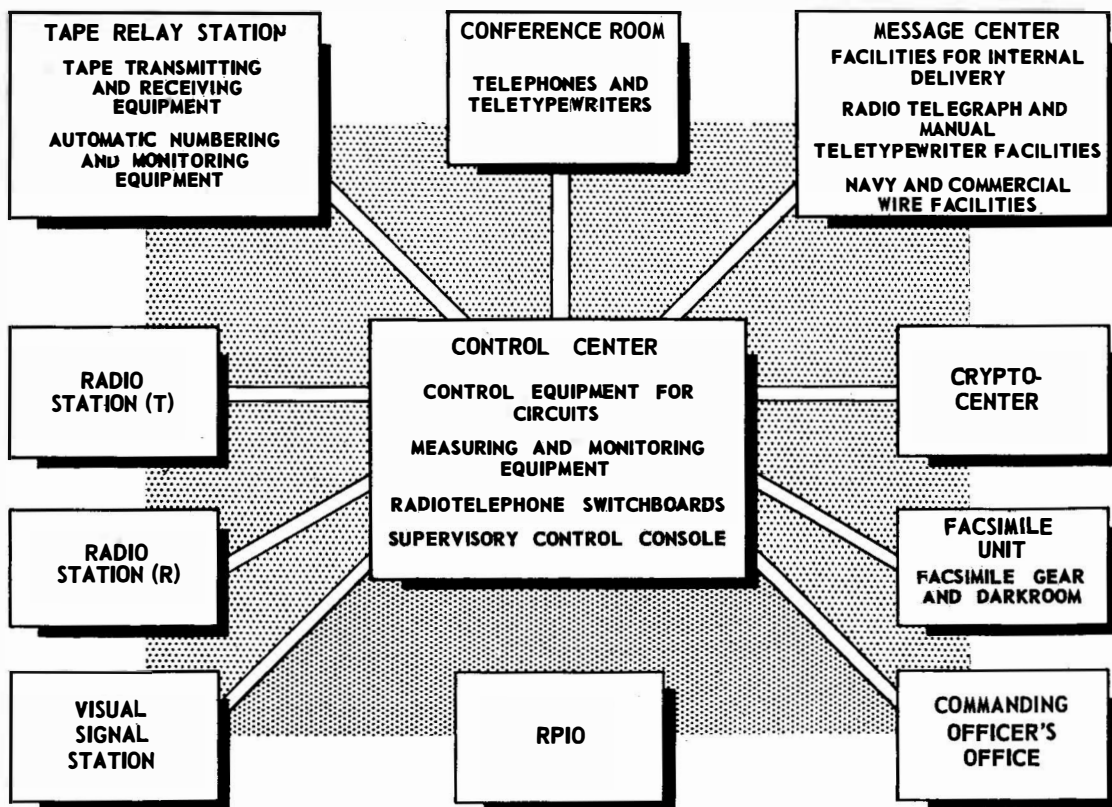 TAPE RELAY STATION
TAPE TRANSMITTING
AND RECEIVING
EQUIPMENT
AUTOMATIC NUMBERING
AND MONITORING
EQUIPMENT
CONFERENCE ROOM
TELEPHONES AND
TELETYPEWRITERS
MESSAGE CENTER
FACILITIES FOR INTERNAL
DELIVERY
RADIO TELEGRAPH AND
MANUAL
TELETYPEWRITER FACILITIES
NAVY AND COMMERCIAL
WIRE FACILITIES
RADIO
STATION (T)
CONTROL CENTER
CONTROL EQUIPMENT FOR
CIRCUITS
MEASURING AND MONITORING
EQUIPMENT
RADIOTELEPHONE SWITCHBOARDS
SUPERVISORY CONTROL CONSOLE
CRYPTO-
CENTER
RADIO
STATION (R)
FACSIMILE
UNIT
FACSIMILE GEAR
AND DARKROOM
VISUAL
SIGNAL
STATION
RPIO
COMMANDING
OFFICER'S
OFFICE